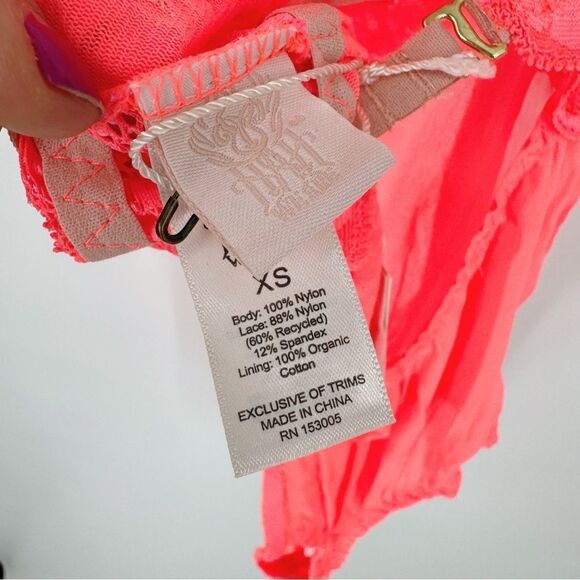 XS
Body: 100% Nylon
Lace: 88% Nylon
(60% Recycled)
12% Spandex
Lining: 100% Organic
Cotton
EXCLUSIVE OF TRIMS
MADE IN CHINA
RN 153005